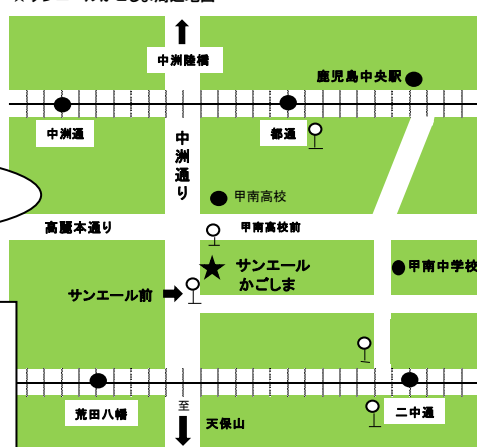 中洲陸橋
鹿児島中央駅
中洲通
都通
中洲通り
甲南高校
高麗本通り
甲南高校前
サンエール
かごしま
甲南中学校
サンエール前
荒田八幡
至
天保山
二中通